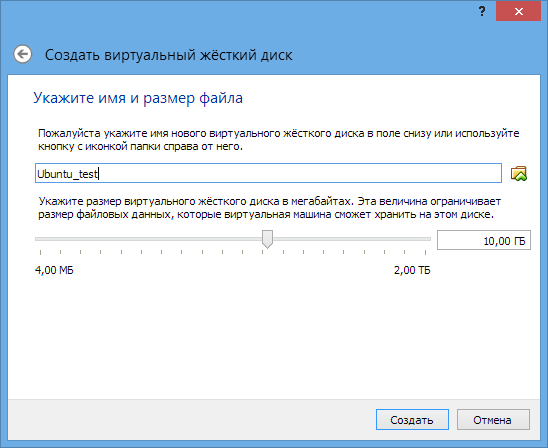 ?
Создать виртуальный жёсткий диск
Укажите имя и размер файла
Пожалуйста укажите имя нового виртуального жёсткого диска в поле снизу или используйте
кнопку с иконкой папки справа от него.
Ubuntu_test
Укажите размер виртуального жёсткого диска в мегабайтах. Эта величина ограничивает
размер файловых данных, которые виртуальная машина сможет хранить на этом диске.
10,00 ГБ
4,00 МБ 2,00 ТБ
Создать Отмена